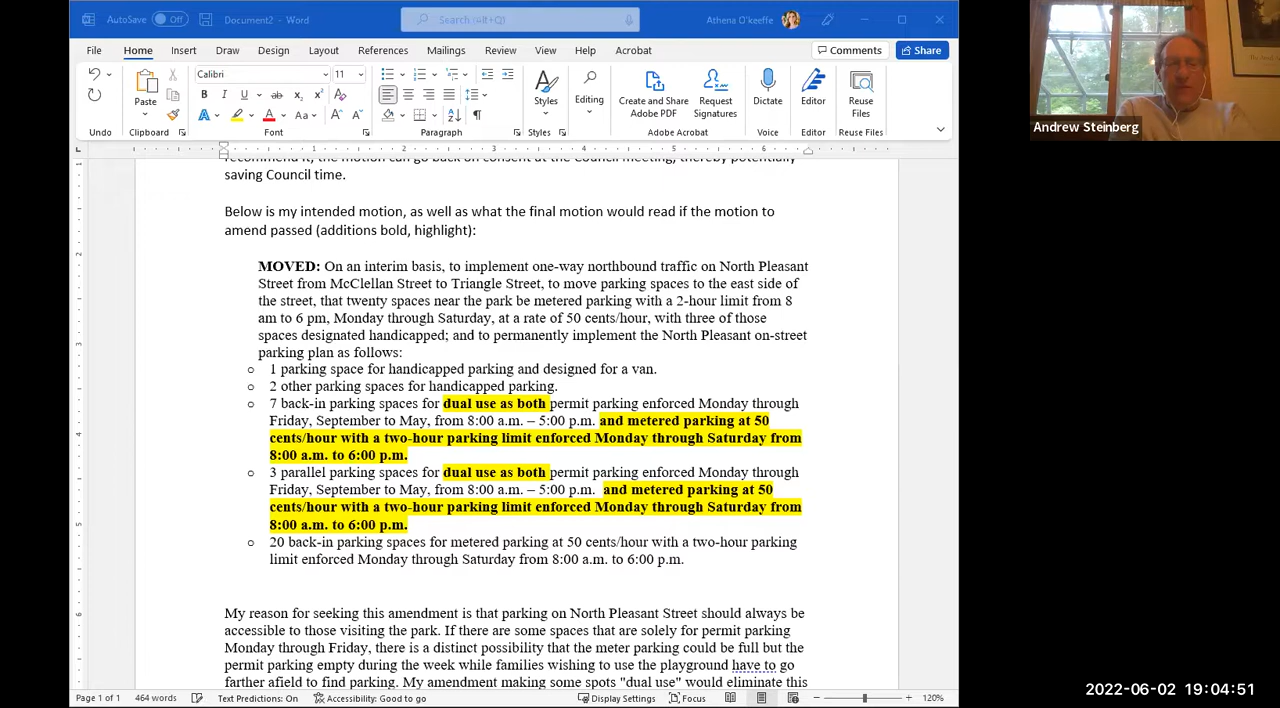 AutoSave Off Document2 - Word Search (Alt+Q) Athena O'keeffe
File Home Insert Draw Design Layout References Mailings Review View Help Acrobat Comments Share
Calibri 11
Paste Styles Editing Create and Share Adobe PDF Request Signatures Dictate Editor Reuse Files
Undo Clipboard Font Paragraph Styles Adobe Acrobat Voice Editor Reuse Files
recommend it, the motion can go back on consent at the Council meeting, thereby potentially
saving Council time.
Below is my intended motion, as well as what the final motion would read if the motion to
amend passed (additions bold, highlight):
MOVED: On an interim basis, to implement one-way northbound traffic on North Pleasant
Street from McClellan Street to Triangle Street, to move parking spaces to the east side of
the street, that twenty spaces near the park be metered parking with a 2-hour limit from 8
am to 6 pm, Monday through Saturday, at a rate of 50 cents/hour, with three of those
spaces designated handicapped; and to permanently implement the North Pleasant on-street
parking plan as follows:
o 1 parking space for handicapped parking and designed for a van.
o 2 other parking spaces for handicapped parking.
o 7 back-in parking spaces for dual use as both permit parking enforced Monday through
Friday, September to May, from 8:00 a.m. – 5:00 p.m. and metered parking at 50
cents/hour with a two-hour parking limit enforced Monday through Saturday from
8:00 a.m. to 6:00 p.m.
o 3 parallel parking spaces for dual use as both permit parking enforced Monday through
Friday, September to May, from 8:00 a.m. – 5:00 p.m. and metered parking at 50
cents/hour with a two-hour parking limit enforced Monday through Saturday from
8:00 a.m. to 6:00 p.m.
o 20 back-in parking spaces for metered parking at 50 cents/hour with a two-hour parking
limit enforced Monday through Saturday from 8:00 a.m. to 6:00 p.m.
My reason for seeking this amendment is that parking on North Pleasant Street should always be
accessible to those visiting the park. If there are some spaces that are solely for permit parking
Monday through Friday, there is a distinct possibility that the meter parking could be full but the
permit parking empty during the week while families wishing to use the playground have to go
farther afield to find parking. My amendment making some spots "dual use" would eliminate this
Page 1 of 1 464 words Text Predictions: On Accessibility: Good to go Display Settings Focus 120%
Andrew Steinberg
2022-06-02 19:04:51